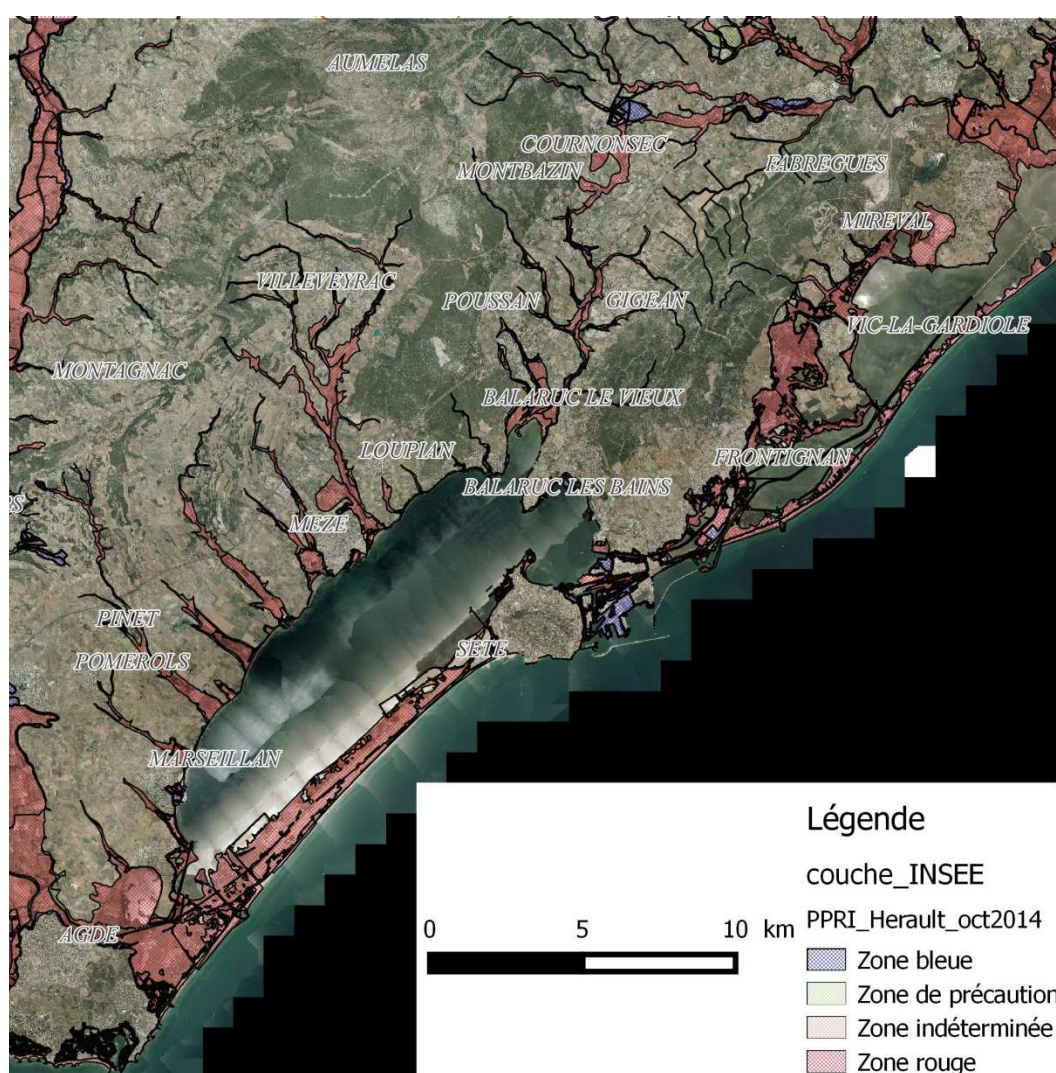 AUMELAS
COURNONSEC
MONTBAZIN
FABREGUES
MIREVAL
VILLEVEYRAC
POUSSAN
GIGEAN
VIC-LA-GARDIOLE
MONTAGNAC
BALARUC LE VIEUX
LOUPIAN
FRONTIGNAN
BALARUC LES BAINS
MEZE
PINET
SETE
POMEROLS
MARSEILLAN
AGDE
Légende
couche_INSEE
0 5 10 km
PPRI_Herault_oct2014
Zone bleue
Zone de précaution
Zone indéterminée
Zone rouge